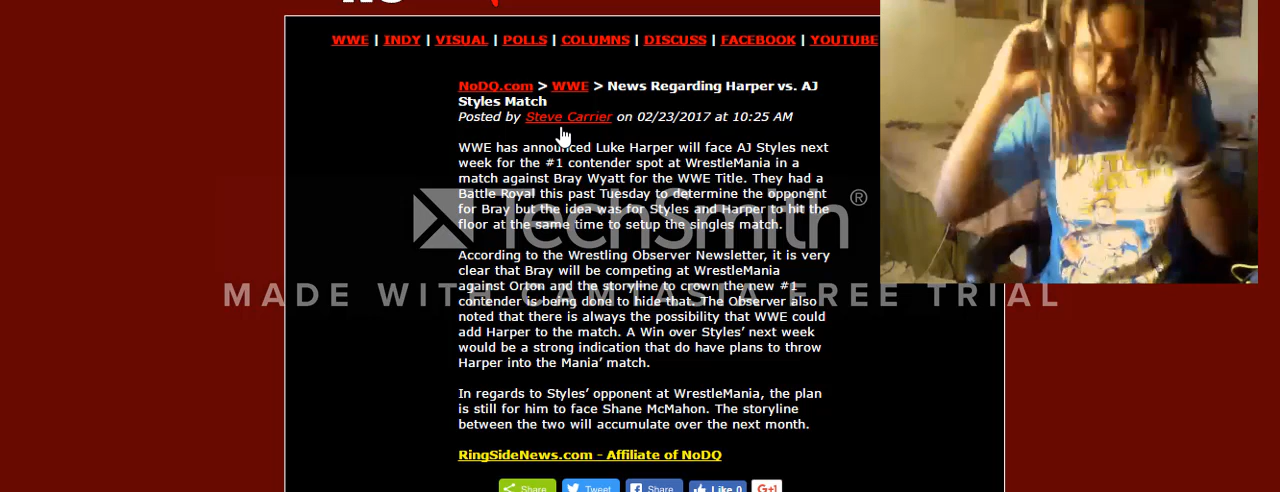 WWE | INDY | VISUAL | POLLS | COLUMNS | DISCUSS | FACEBOOK | YOUTUBE
NoDQ.com > WWE > News Regarding Harper vs. AJ
Styles Match
Posted by Steve Carrier on 02/23/2017 at 10:25 AM
WWE has announced Luke Harper will face AJ Styles next
week for the #1 contender spot at WrestleMania in a
match against Bray Wyatt for the WWE Title. They had a
Battle Royal this past Tuesday to determine the opponent
for Bray but the idea was for Styles and Harper to hit the
floor at the same time to setup the singles match.
TechSmith®
According to the Wrestling Observer Newsletter, it is very
clear that Bray will be competing at WrestleMania
against Orton and the storyline to crown the new #1
contender is being done to hide that. The Observer also
noted that there is always the possibility that WWE could
add Harper to the match. A Win over Styles’ next week
would be a strong indication that do have plans to throw
Harper into the Mania’ match.
MADE WITH CAMTASIA FREE TRIAL
In regards to Styles’ opponent at WrestleMania, the plan
is still for him to face Shane McMahon. The storyline
between the two will accumulate over the next month.
RingSideNews.com - Affiliate of NoDQ
Share Tweet Share Like 0 G+1